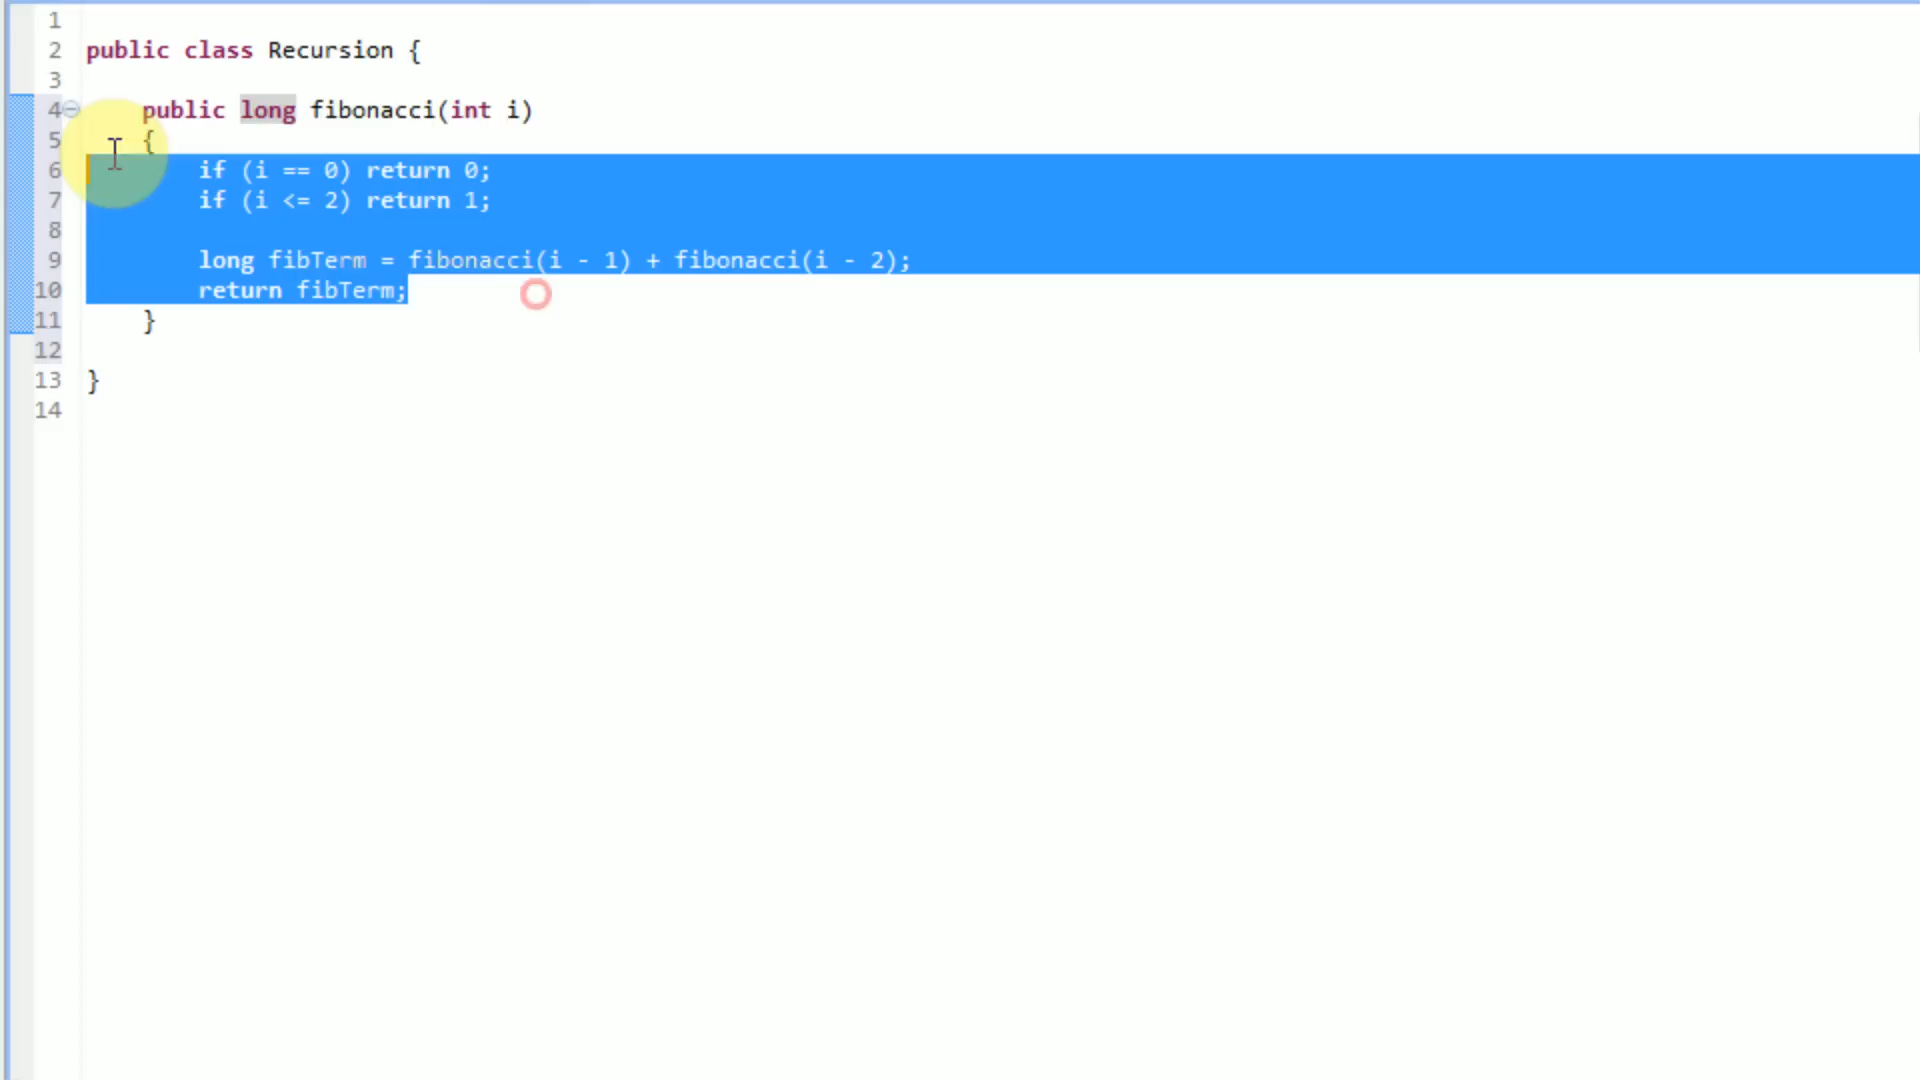 1
2 public class Recursion {
3
4 public long fibonacci(int i)
5 {
6 if (i == 0) return 0;
7 if (i <= 2) return 1;
8
9 long fibTerm = fibonacci(i - 1) + fibonacci(i - 2);
10 return fibTerm;
11 }
12
13 }
14